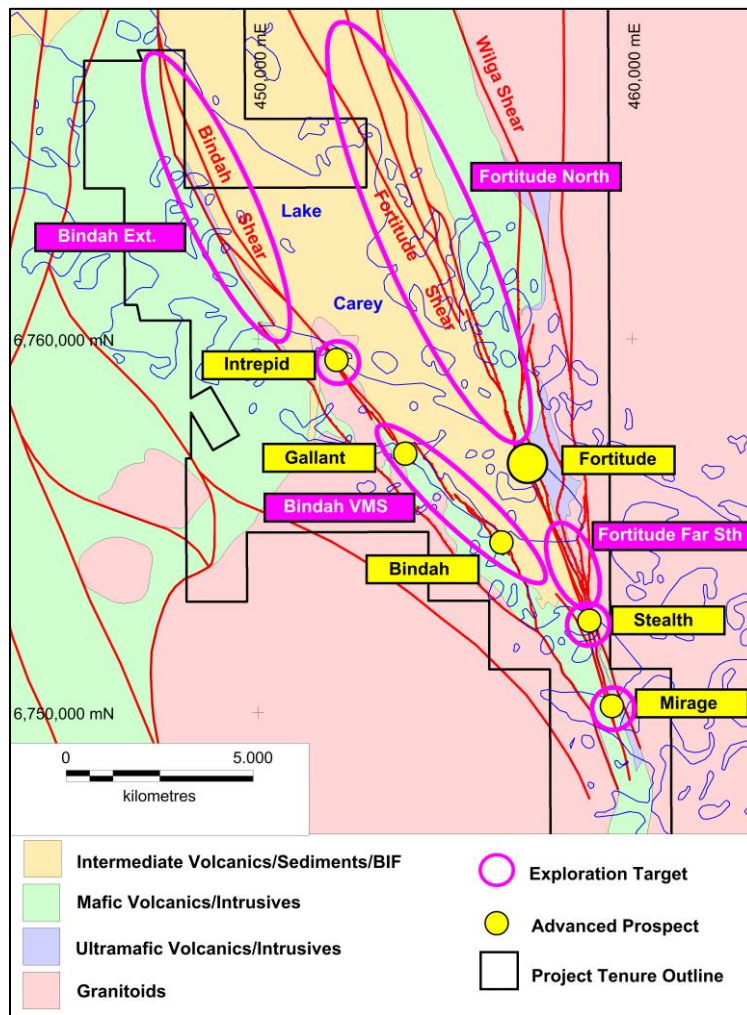 450,000 mE
460,000 mE
Wilga Shear
Bindah
Shear
Fortitude North
Lake
Fortitude
Shear
Bindah Ext.
Carey
6,760,000 mN
Intrepid
Gallant
Fortitude
Bindah VMS
Fortitude Far Sth
Bindah
Stealth
Mirage
6,750,000 mN
0 5.000
kilometres
Intermediate Volcanics/Sediments/BIF
Exploration Target
Mafic Volcanics/Intrusives
Advanced Prospect
Ultramafic Volcanics/Intrusives
Project Tenure Outline
Granitoids